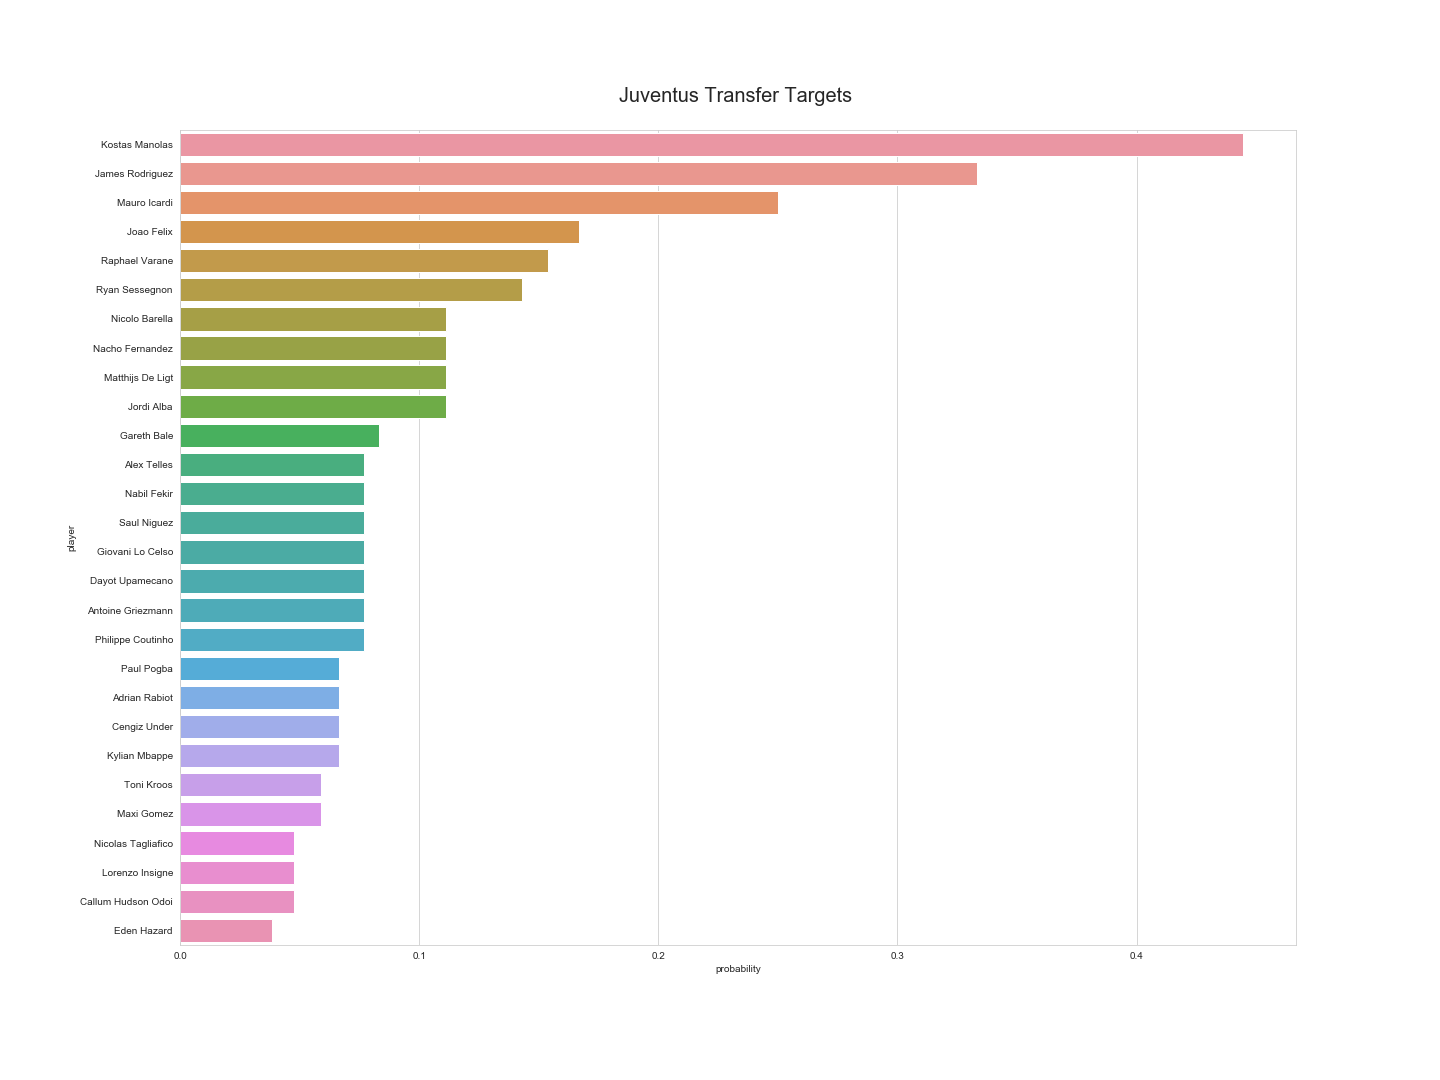 Juventus Transfer Targets
Kostas Manolas
James Rodriguez
Mauro Icardi
Joao Felix
Raphael Varane
Ryan Sessegnon
Nicolo Barella
Nacho Fernandez
Matthijs De Ligt
Jordi Alba
Gareth Bale
Alex Telles
Nabil Fekir
Saul Niguez
Giovani Lo Celso
Dayot Upamecano
Antoine Griezmann
Philippe Coutinho
Paul Pogba
Adrian Rabiot
Cengiz Under
Kylian Mbappe
Toni Kroos
Maxi Gomez
Nicolas Tagliafico
Lorenzo Insigne
Callum Hudson Odoi
Eden Hazard
player
0.0 0.1 0.2 0.3 0.4
probability